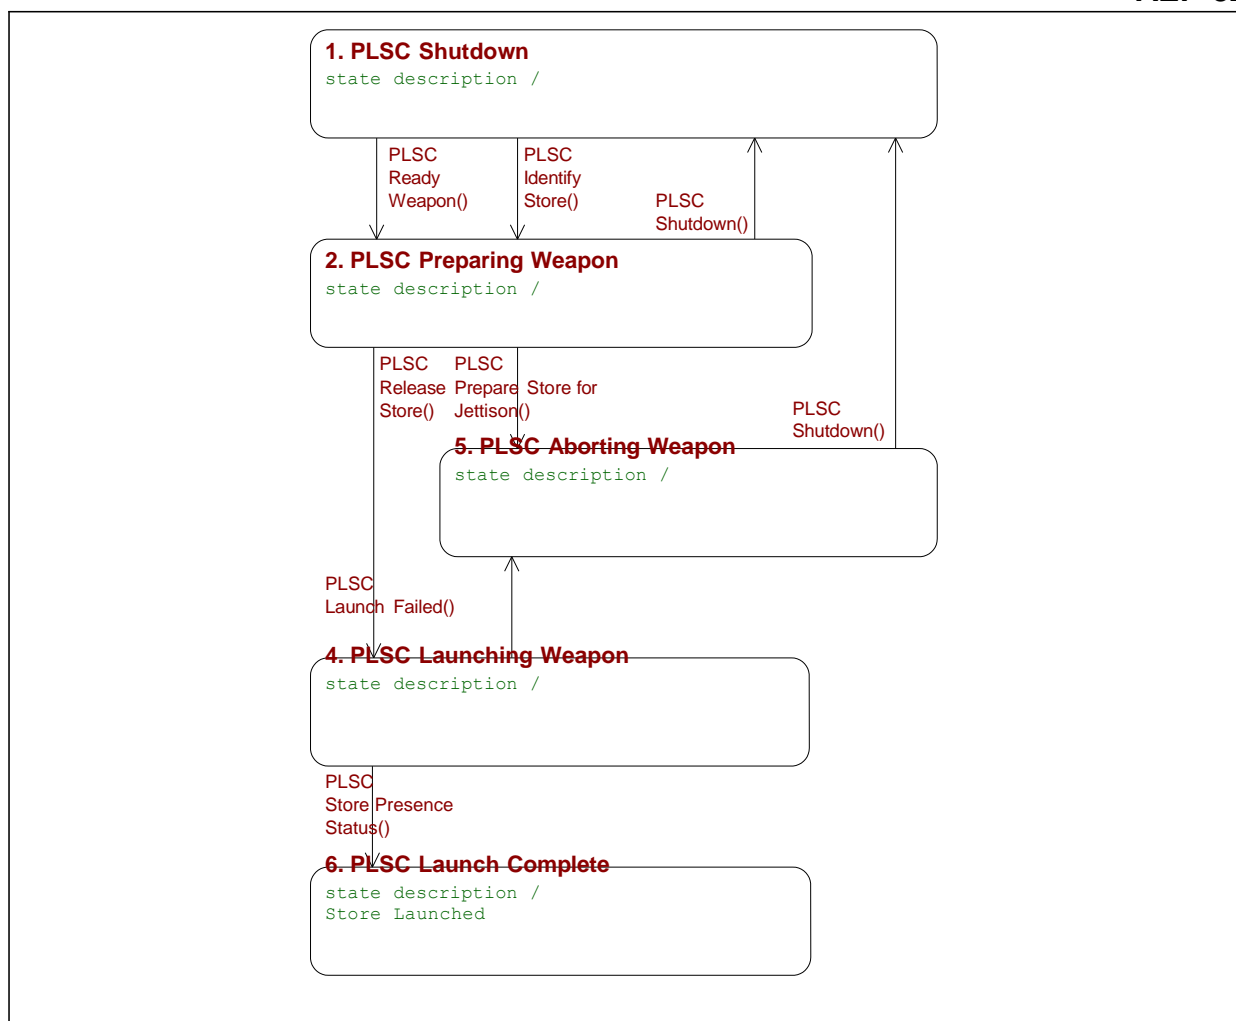 1. PLSC Shutdown
state description /
PLSC
Ready
Weapon()
PLSC
Identify
Store()
PLSC
Shutdown()
2. PLSC Preparing Weapon
state description /
PLSC
Release
Store()
PLSC
Prepare Store for
Jettison()
PLSC
Shutdown()
5. PLSC Aborting Weapon
state description /
PLSC
Launch Failed()
4. PLSC Launching Weapon
state description /
PLSC
Store Presence
Status()
6. PLSC Launch Complete
state description /
Store Launched